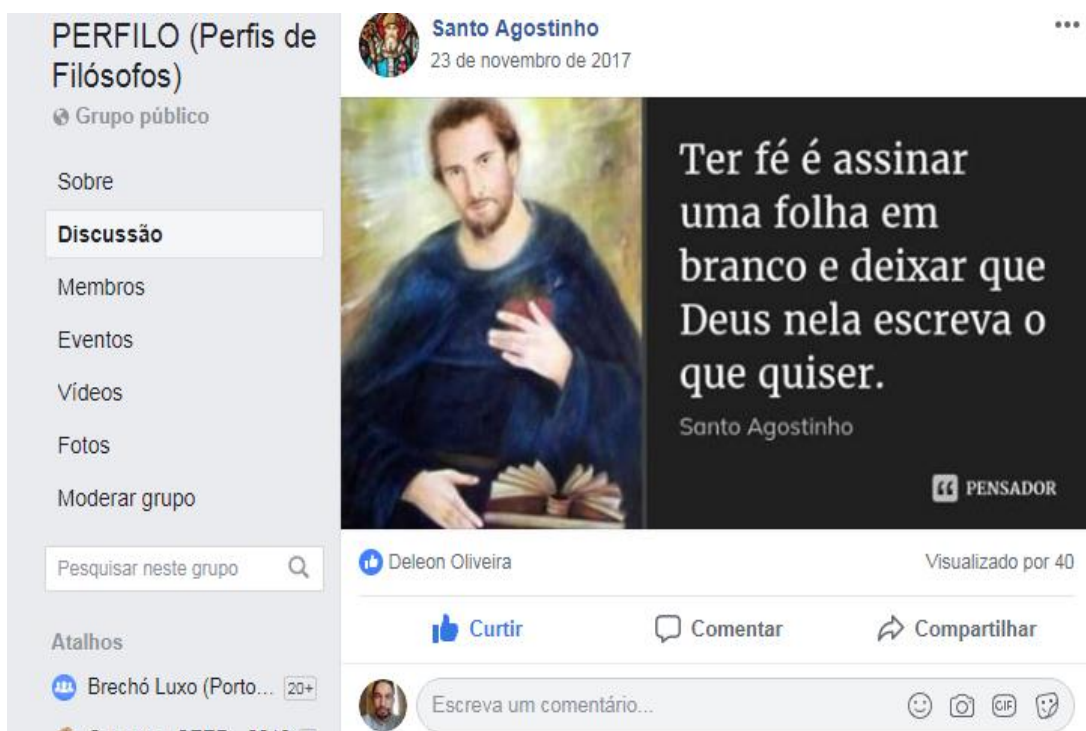 PERFILO (Perfis de
Filósofos)
Grupo público
Sobre
Discussão
Membros
Eventos
Vídeos
Fotos
Moderar grupo
Pesquisar neste grupo
Atalhos
Brechó Luxo (Porto... 20+
Santo Agostinho
23 de novembro de 2017
Ter fé é assinar
uma folha em
branco e deixar que
Deus nela escreva o
que quiser.
Santo Agostinho
PENSADOR
Deleon Oliveira
Visualizado por 40
Curtir
Comentar
Compartilhar
Escreva um comentário...
GIF